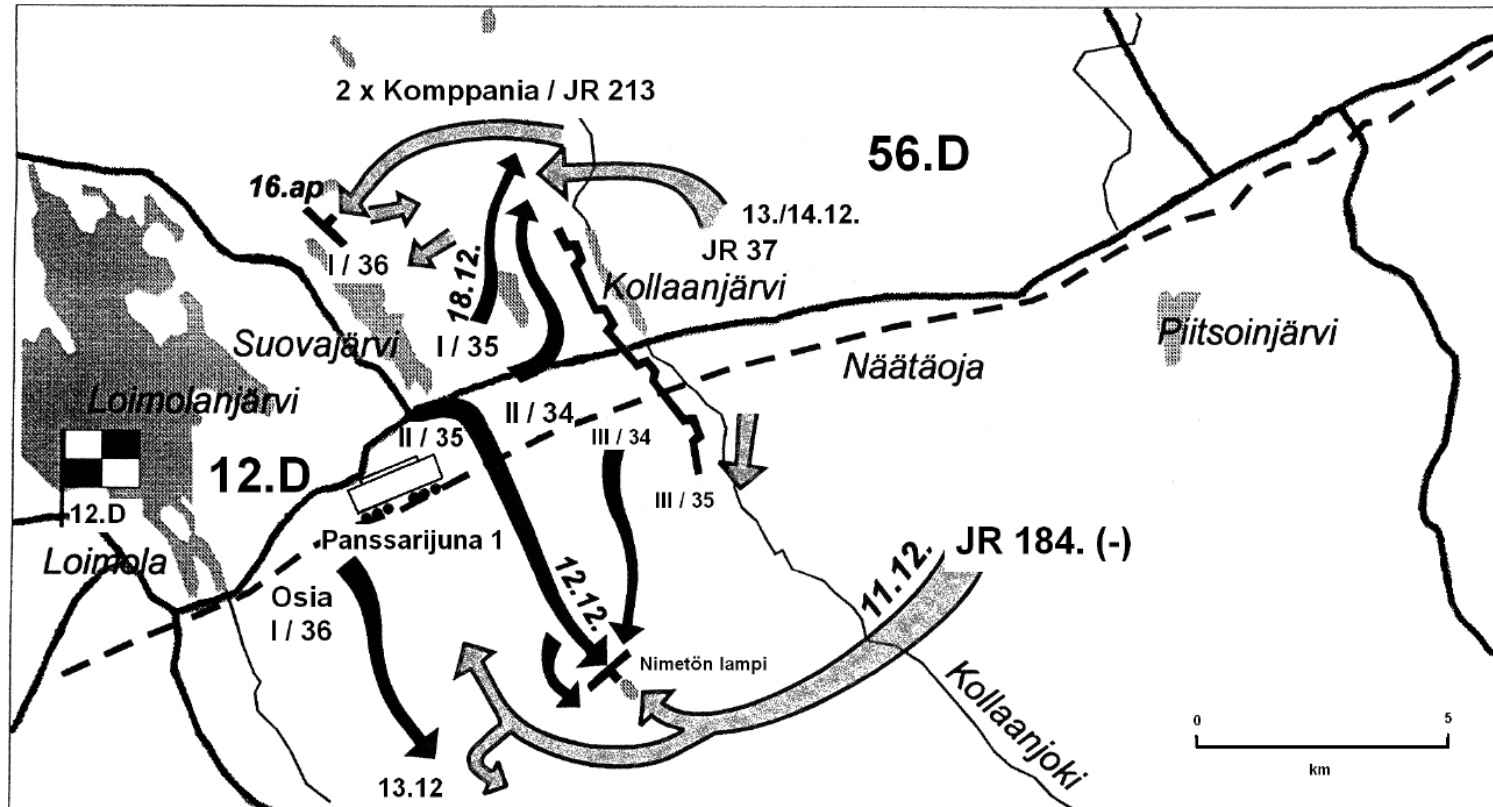 2 x Komppania / JR 213
56.D
16.ap
13./14.12.
JR 37
I / 36
18.12.
Kollaanjärvi
Suovajärvi
I / 35
Piitsoinjärvi
Näätäoja
Loimolanjärvi
II / 34
II / 35
III / 34
12.D
III / 35
12.D
Panssarijuna 1
Loimola
JR 184. (-)
11.12.
12.12.
Osia
I / 36
Nimetön lampi
Kollaanjoki
13.12
0 5
km